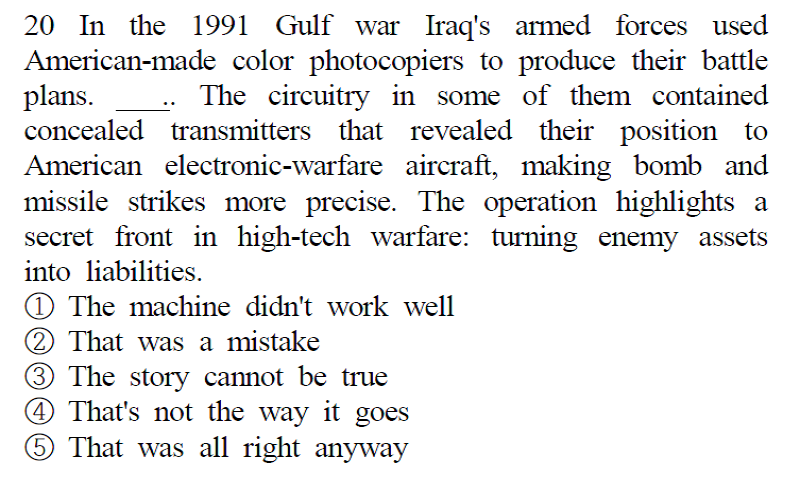 20 In the 1991 Gulf war Iraq's armed forces used
American-made color photocopiers to produce their battle
plans. ___.. The circuitry in some of them contained
concealed transmitters that revealed their position to
American electronic-warfare aircraft, making bomb and
missile strikes more precise. The operation highlights a
secret front in high-tech warfare: turning enemy assets
into liabilities.
① The machine didn't work well
② That was a mistake
③ The story cannot be true
④ That's not the way it goes
⑤ That was all right anyway